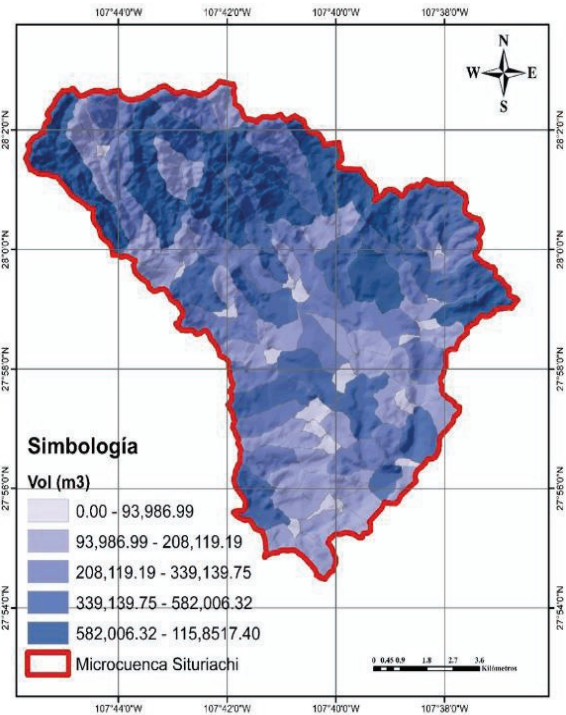 107°44'0"W 107°42'0"W 107°40'0"W 107°38'0"W
N
W E
S
28°2'0"N 28°2'0"N
28°0'0"N 28°0'0"N
27°58'0"N 27°58'0"N
27°56'0"N 27°56'0"N
27°54'0"N 27°54'0"N
Simbología
Vol (m3)
0.00 - 93,986.99
93,986.99 - 208,119.19
208,119.19 - 339,139.75
339,139.75 - 582,006.32
582,006.32 - 115,8517.40
Microcuenca Situriachi
0 0.45 0.9 1.8 2.7 3.6
Kilómetros
107°44'0"W 107°42'0"W 107°40'0"W 107°38'0"W